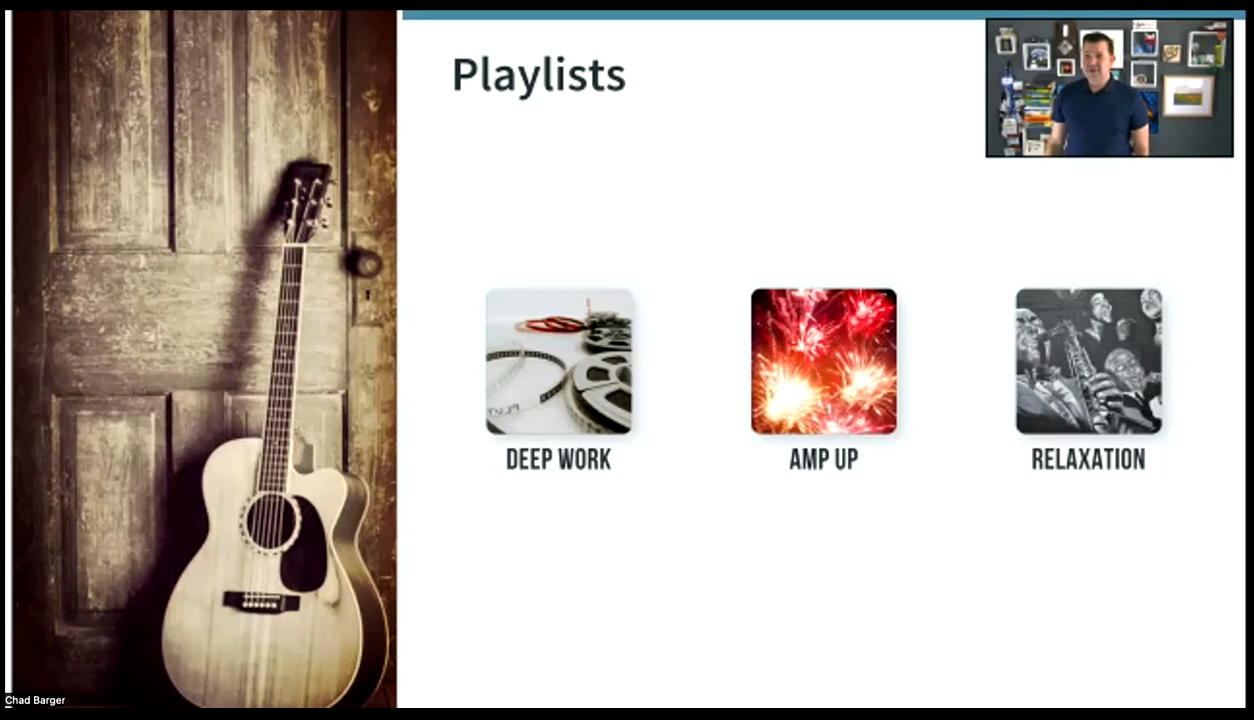 Playlists
DEEP WORK
AMP UP
RELAXATION
Chad Barger